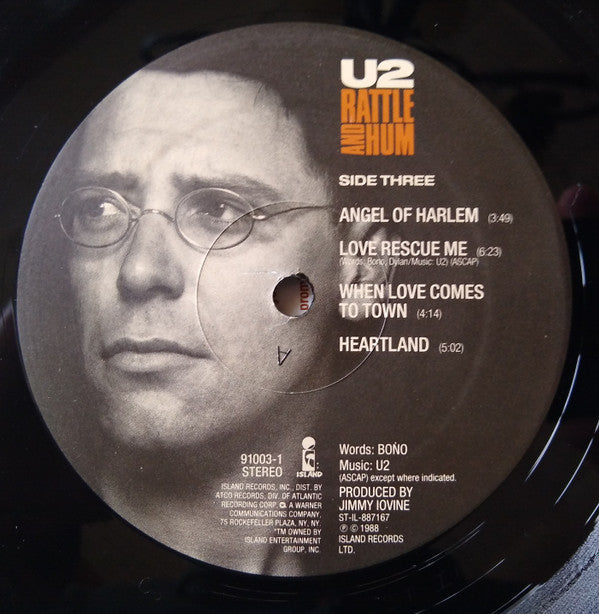 U2
RATTLE
AND HUM
SIDE THREE
ANGEL OF HARLEM (3:49)
LOVE RESCUE ME (6:23)
(Words: Bono, Dylan/Music: U2) (ASCAP)
WHEN LOVE COMES
TO TOWN (4:14)
HEARTLAND (5:02)
A
91003-1
STEREO
ISLAND
ISLAND RECORDS, INC., DIST. BY
ATCO RECORDS, DIV. OF ATLANTIC
RECORDING CORP. A WARNER
COMMUNICATIONS COMPANY,
75 ROCKEFELLER PLAZA, NY, NY.
*TM OWNED BY
ISLAND ENTERTAINMENT
GROUP, INC.
Words: BOŃO
Music: U2
(ASCAP) except where indicated.
PRODUCED BY
JIMMY IOVINE
ST-IL-887167
℗ © 1988
ISLAND RECORDS
LTD.